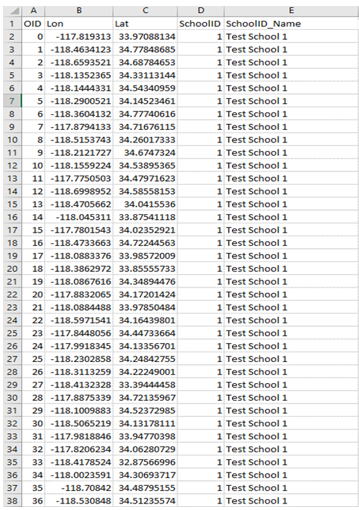 A B C D E
1 OID Lon Lat SchoolID SchoolID_Name
2 0 -117.819313 33.97088134 1 Test School 1
3 1 -118.4634123 34.77848685 1 Test School 1
4 2 -118.6593521 34.68784653 1 Test School 1
5 3 -118.1352365 34.33113144 1 Test School 1
6 4 -118.1444331 34.54340959 1 Test School 1
7 5 -118.2900521 34.14523461 1 Test School 1
8 6 -118.3604132 34.77740616 1 Test School 1
9 7 -117.8794133 34.71676115 1 Test School 1
10 8 -118.5153743 34.26017333 1 Test School 1
11 9 -118.2121727 34.6747324 1 Test School 1
12 10 -118.1559224 34.53895365 1 Test School 1
13 11 -117.7750503 34.47971623 1 Test School 1
14 12 -118.6998952 34.58558153 1 Test School 1
15 13 -118.4705662 34.0415536 1 Test School 1
16 14 -118.045311 33.87541118 1 Test School 1
17 15 -117.7801543 34.02352921 1 Test School 1
18 16 -118.4733663 34.72244563 1 Test School 1
19 17 -118.0883376 33.98572009 1 Test School 1
20 18 -118.3862972 33.85555733 1 Test School 1
21 19 -118.0867616 34.34894476 1 Test School 1
22 20 -117.8832065 34.17201424 1 Test School 1
23 21 -118.0884488 33.97850484 1 Test School 1
24 22 -118.5971541 34.16439801 1 Test School 1
25 23 -117.8448056 34.44733664 1 Test School 1
26 24 -117.9918345 34.13356701 1 Test School 1
27 25 -118.2302858 34.24842755 1 Test School 1
28 26 -118.3113259 34.22249001 1 Test School 1
29 27 -118.4132328 33.39444458 1 Test School 1
30 28 -117.8875339 34.72135967 1 Test School 1
31 29 -118.1009883 34.52372985 1 Test School 1
32 30 -118.5065219 34.13178111 1 Test School 1
33 31 -117.9818846 33.94770398 1 Test School 1
34 32 -117.8206234 34.06280729 1 Test School 1
35 33 -118.4178524 32.87566996 1 Test School 1
36 34 -118.0023591 34.30693717 1 Test School 1
37 35 -118.70842 34.48795155 1 Test School 1
38 36 -118.530848 34.51235574 1 Test School 1